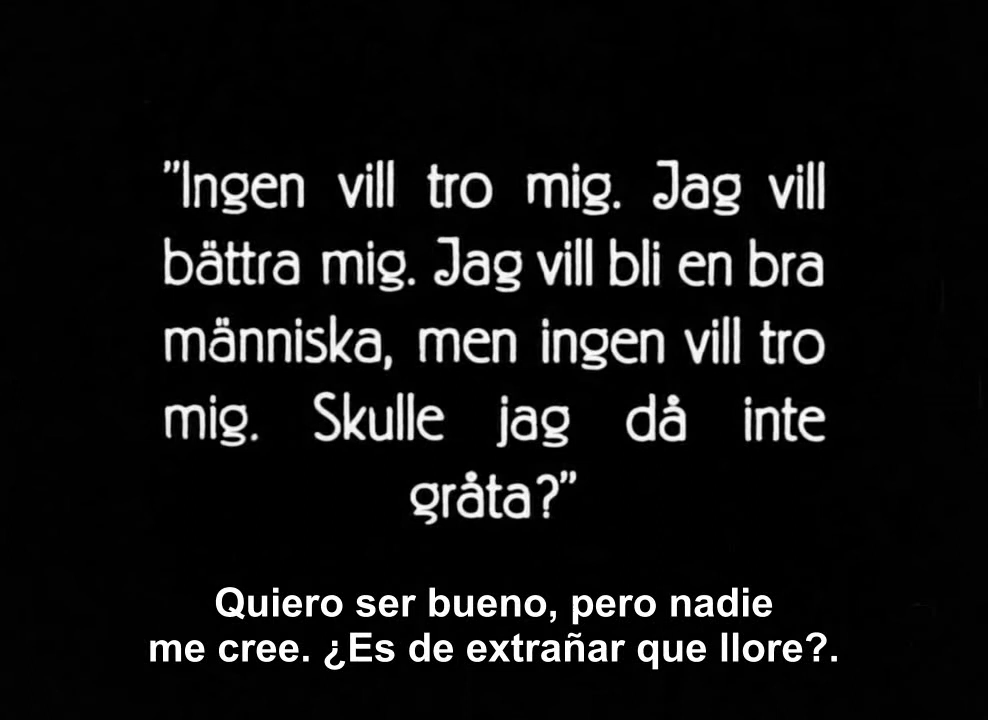 ”Ingen vill tro mig. Jag vill
bättra mig. Jag vill bli en bra
människa, men ingen vill tro
mig. Skulle jag då inte
gråta?”
Quiero ser bueno, pero nadie
me cree. ¿Es de extrañar que llore?.